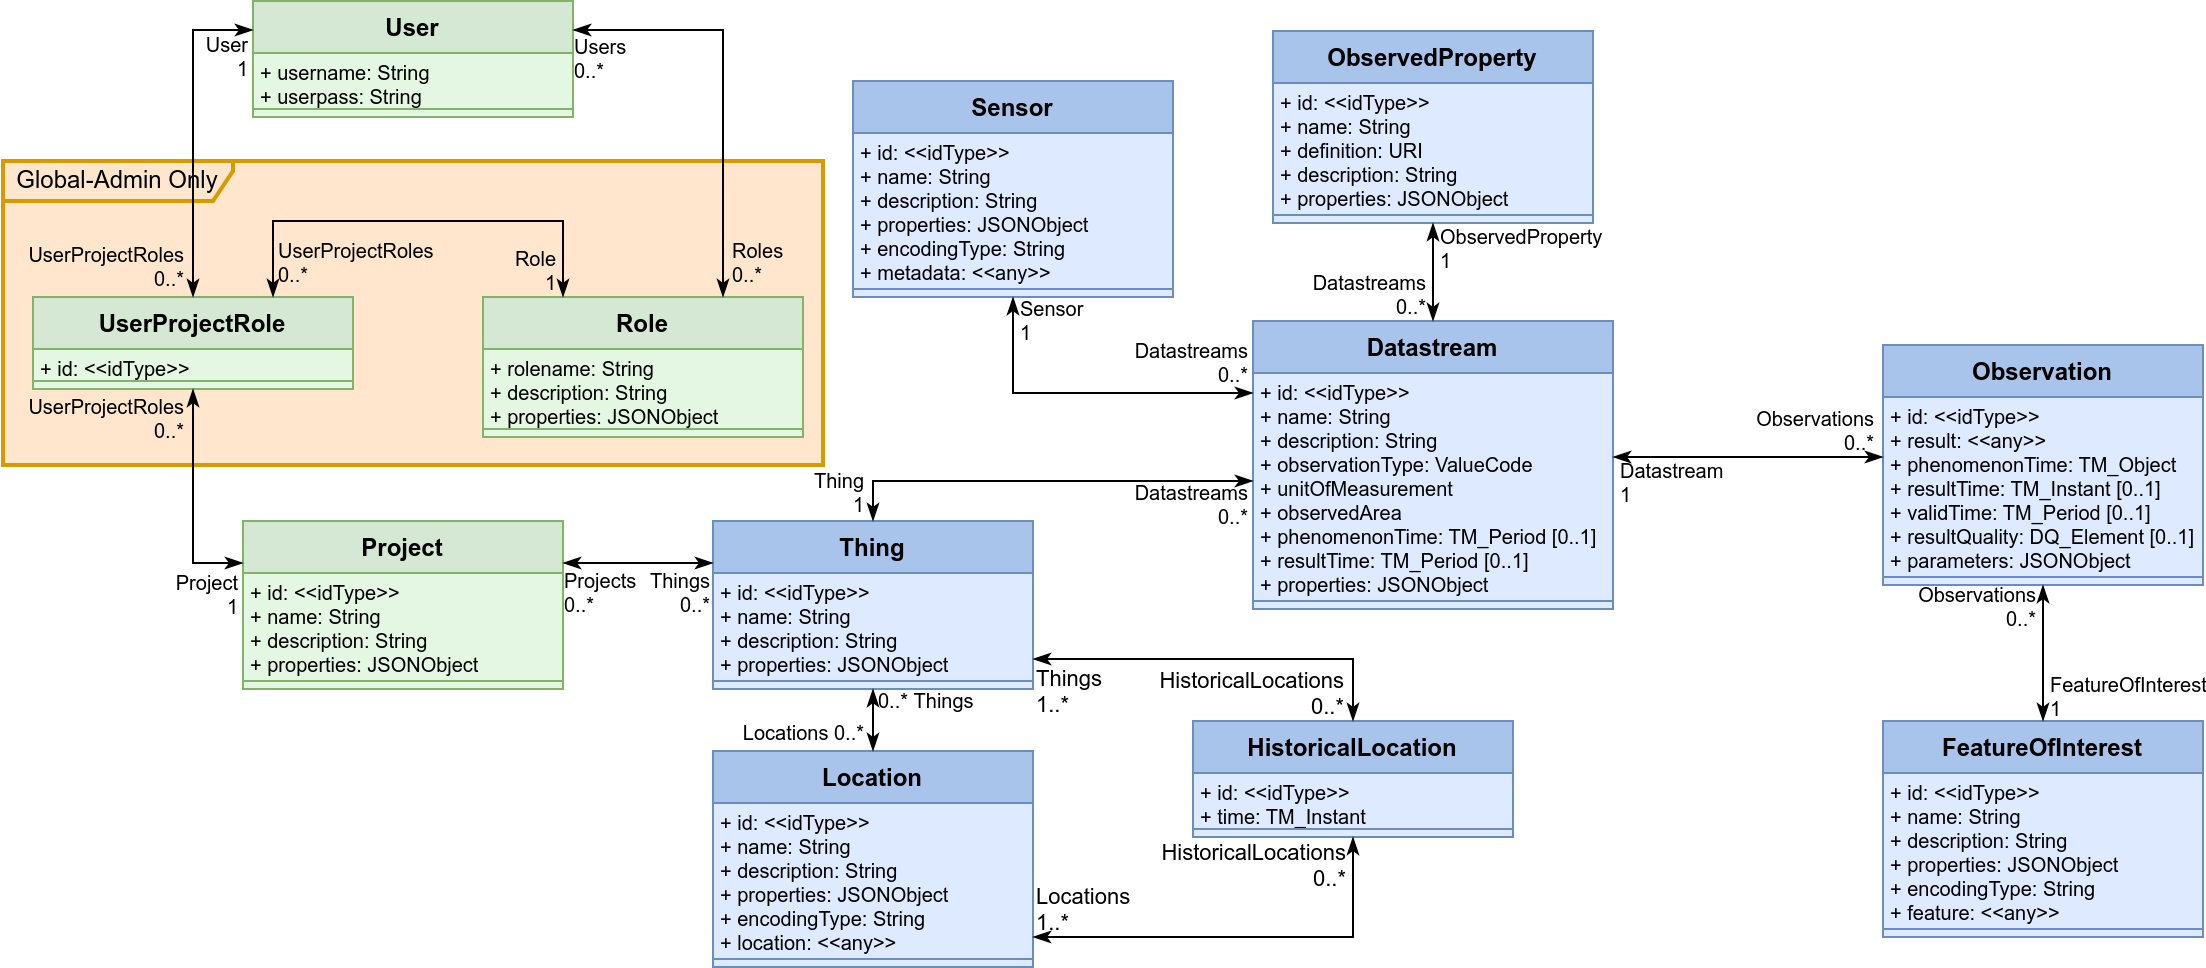 User
+ username: String
+ userpass: String
User
1
Users
0..*
Global-Admin Only
UserProjectRoles
0..*
UserProjectRoles
0..*
Role
1
Roles
0..*
UserProjectRole
+ id: <<idType>>
Role
+ rolename: String
+ description: String
+ properties: JSONObject
UserProjectRoles
0..*
Project
1
Project
+ id: <<idType>>
+ name: String
+ description: String
+ properties: JSONObject
Projects
0..*
Things
0..*
Sensor
+ id: <<idType>>
+ name: String
+ description: String
+ properties: JSONObject
+ encodingType: String
+ metadata: <<any>>
Sensor
1
Datastreams
0..*
ObservedProperty
+ id: <<idType>>
+ name: String
+ definition: URI
+ description: String
+ properties: JSONObject
ObservedProperty
1
Datastreams
0..*
Datastream
+ id: <<idType>>
+ name: String
+ description: String
+ observationType: ValueCode
+ unitOfMeasurement
+ observedArea
+ phenomenonTime: TM_Period [0..1]
+ resultTime: TM_Period [0..1]
+ properties: JSONObject
Thing
1
Datastreams
0..*
Thing
+ id: <<idType>>
+ name: String
+ description: String
+ properties: JSONObject
Observations
0..*
Datastream
1
Observation
+ id: <<idType>>
+ result: <<any>>
+ phenomenonTime: TM_Object
+ resultTime: TM_Instant [0..1]
+ validTime: TM_Period [0..1]
+ resultQuality: DQ_Element [0..1]
+ parameters: JSONObject
Observations
0..*
FeatureOfInterest
1
FeatureOfInterest
+ id: <<idType>>
+ name: String
+ description: String
+ properties: JSONObject
+ encodingType: String
+ feature: <<any>>
Things
1..*
HistoricalLocations
0..*
0..* Things
Locations 0..*
HistoricalLocation
+ id: <<idType>>
+ time: TM_Instant
HistoricalLocations
0..*
Locations
1..*
Location
+ id: <<idType>>
+ name: String
+ description: String
+ properties: JSONObject
+ encodingType: String
+ location: <<any>>